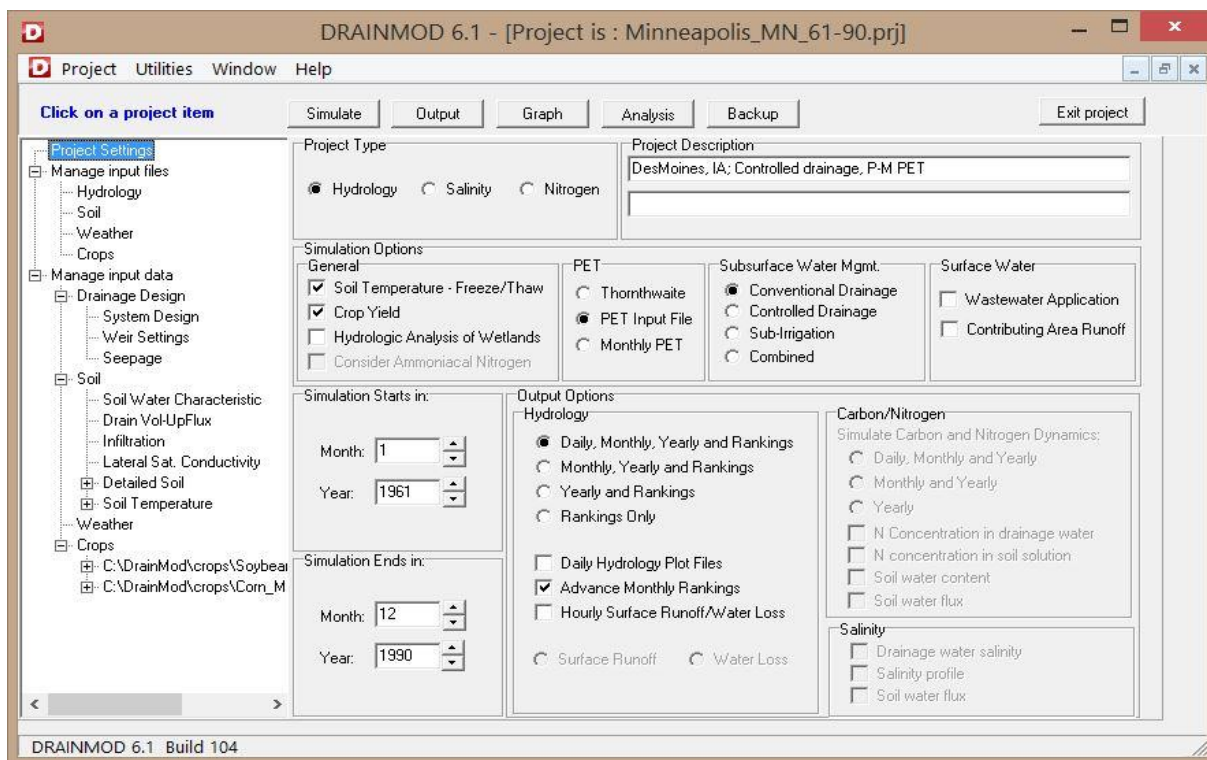 DRAINMOD 6.1 - [Project is : Minneapolis_MN_61-90.prj]
Project Utilities Window Help
Click on a project item
Simulate Output Graph Analysis Backup Exit project
Project Settings
Manage input files
Hydrology
Soil
Weather
Crops
Manage input data
Drainage Design
System Design
Weir Settings
Seepage
Soil
Soil Water Characteristic
Drain Vol-UpFlux
Infiltration
Lateral Sat. Conductivity
Detailed Soil
Soil Temperature
Weather
Crops
C:\DrainMod\crops\Soybear
C:\DrainMod\crops\Corn_M
Project Type
Hydrology Salinity Nitrogen
Project Description
DesMoines, IA; Controlled drainage, P-M PET
Simulation Options
General
Soil Temperature - Freeze/Thaw
Crop Yield
Hydrologic Analysis of Wetlands
Consider Ammoniacal Nitrogen
PET
Thornthwaite
PET Input File
Monthly PET
Subsurface Water Mgmt.
Conventional Drainage
Controlled Drainage
Sub-Irrigation
Combined
Surface Water
Wastewater Application
Contributing Area Runoff
Simulation Starts in:
Month: 1
Year: 1961
Simulation Ends in:
Month: 12
Year: 1990
Output Options
Hydrology
Daily, Monthly, Yearly and Rankings
Monthly, Yearly and Rankings
Yearly and Rankings
Rankings Only
Daily Hydrology Plot Files
Advance Monthly Rankings
Hourly Surface Runoff/Water Loss
Surface Runoff Water Loss
Carbon/Nitrogen
Simulate Carbon and Nitrogen Dynamics:
Daily, Monthly and Yearly
Monthly and Yearly
Yearly
N Concentration in drainage water
N concentration in soil solution
Soil water content
Soil water flux
Salinity
Drainage water salinity
Salinity profile
Soil water flux
DRAINMOD 6.1 Build 104